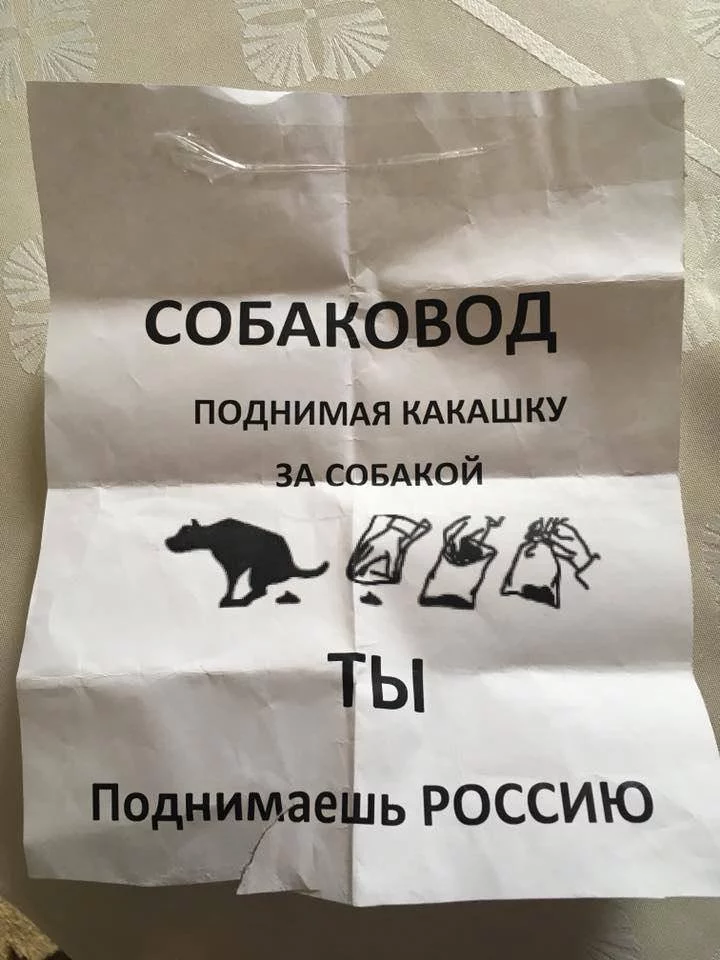 СОБАКОВОД
ПОДНИМАЯ КАКАШКУ
ЗА СОБАКОЙ
ТЫ
Поднимаешь РОССИЮ